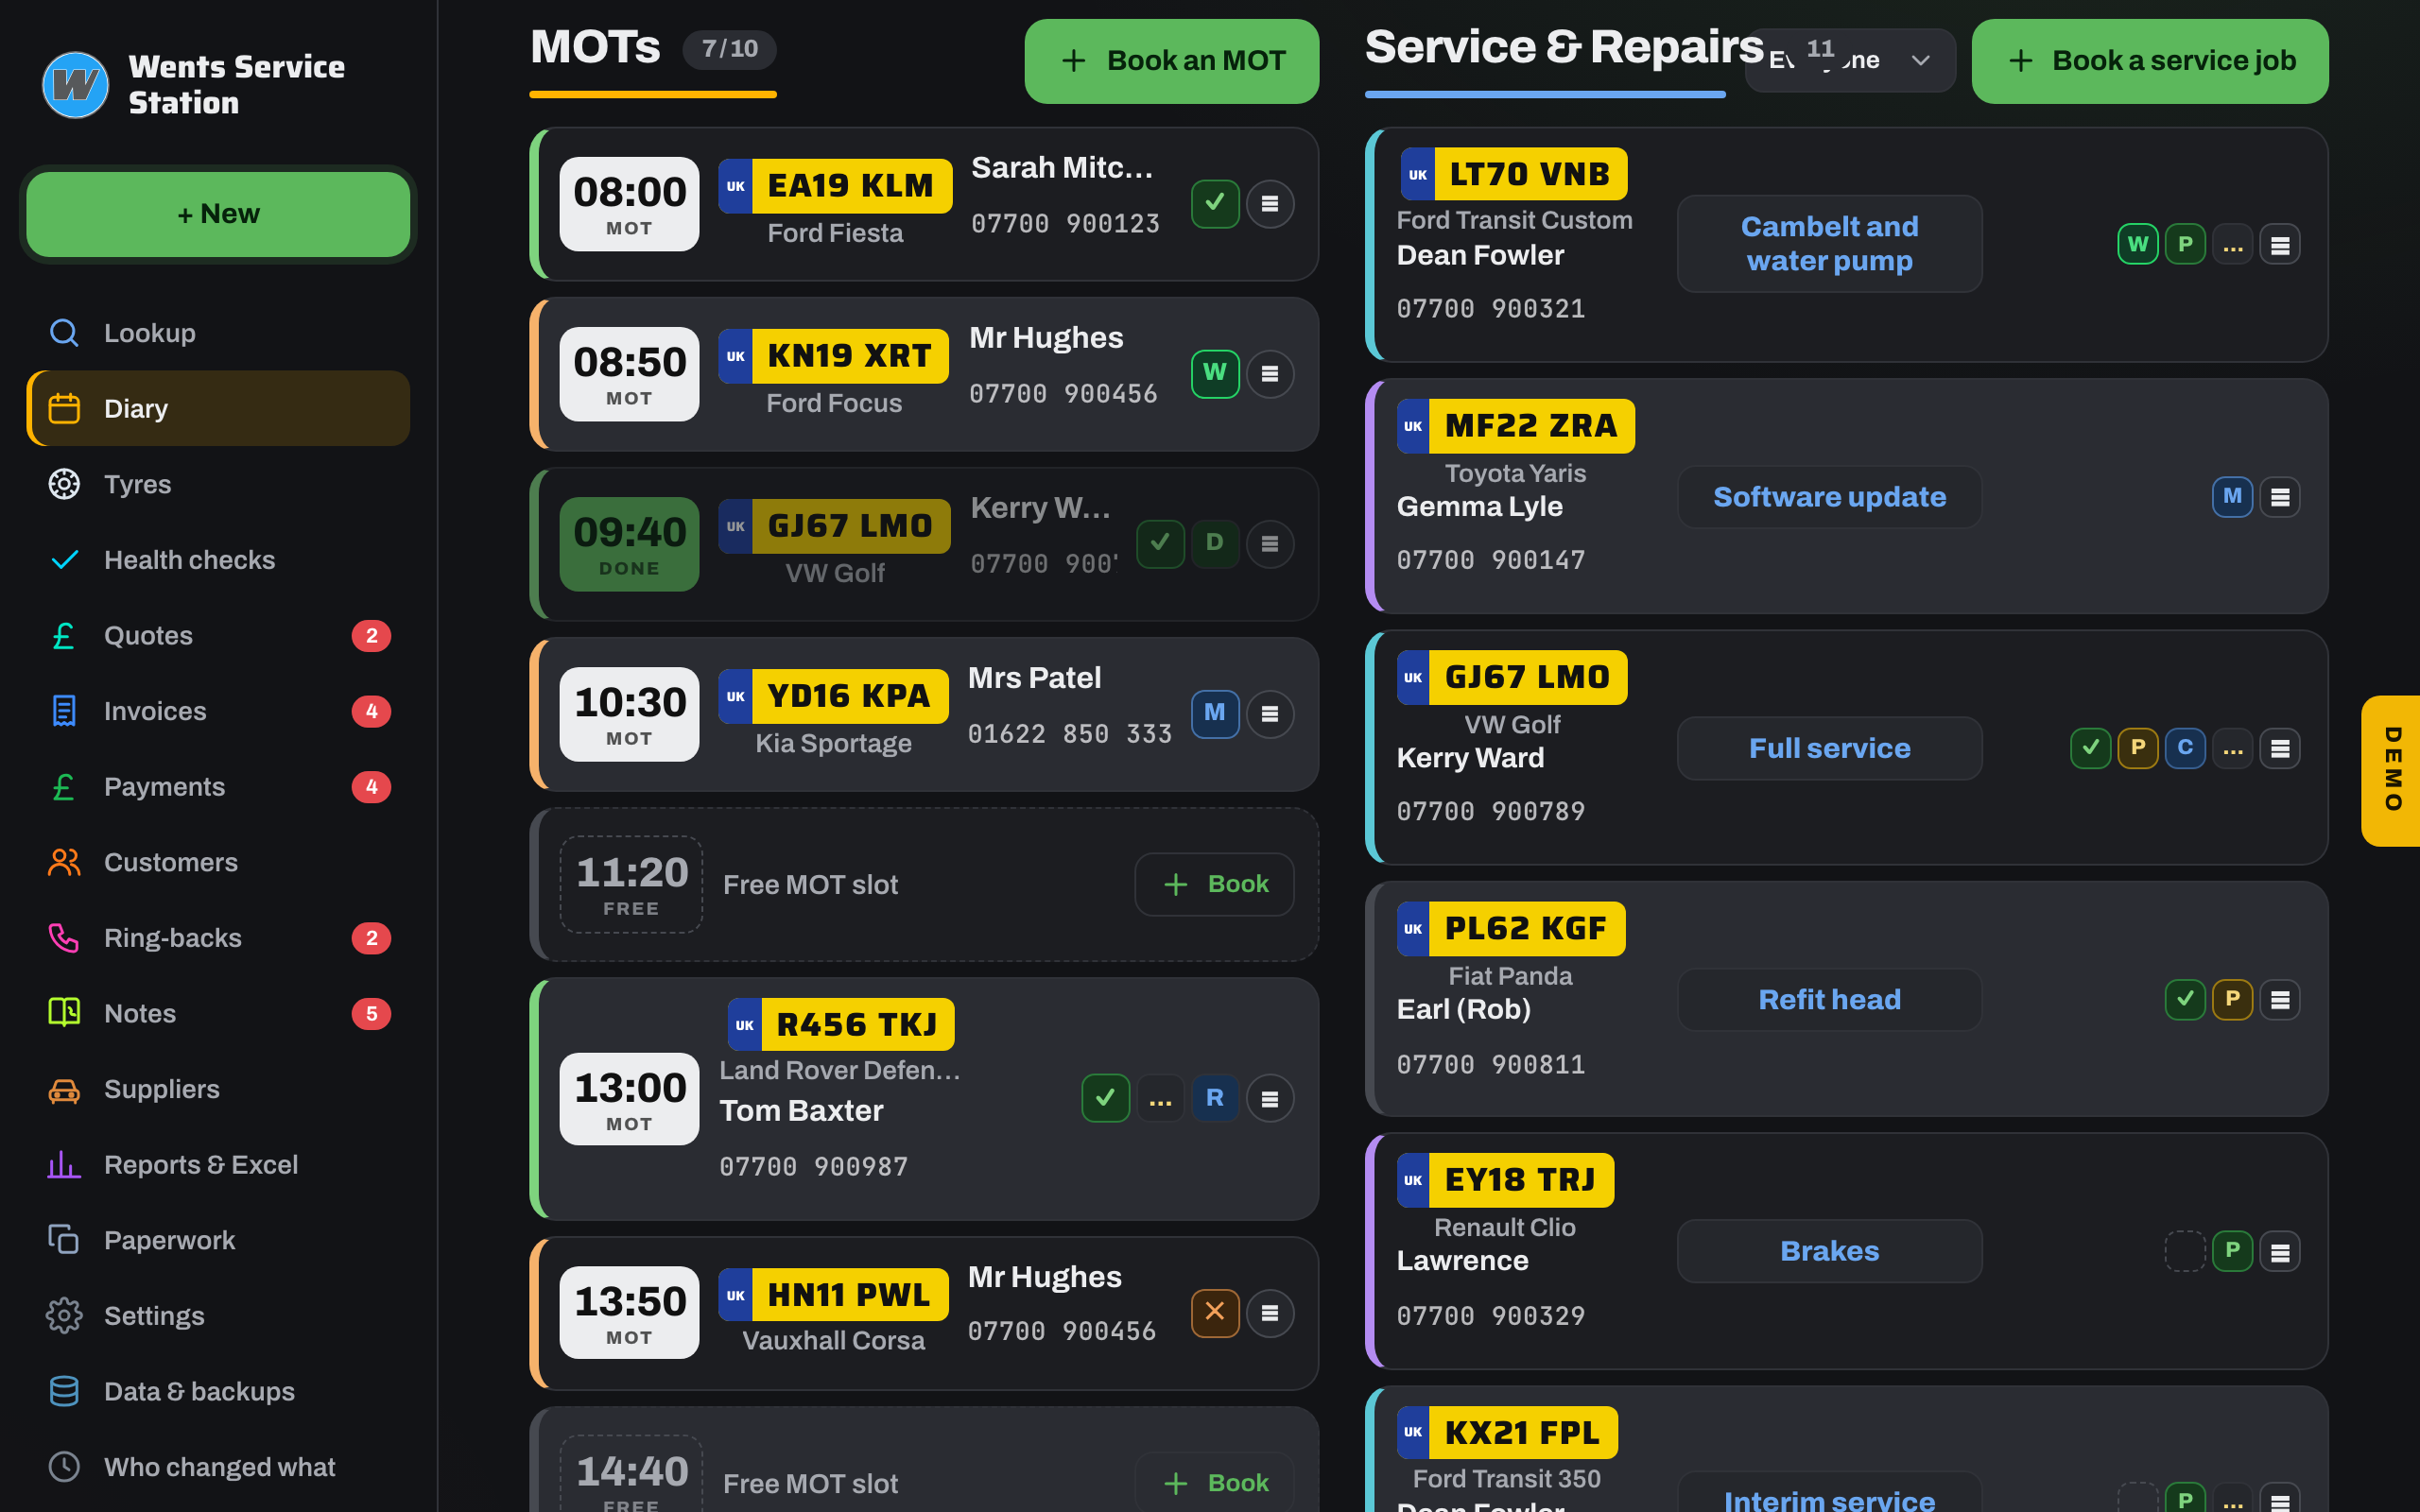 Wents Service
Station
+ New
Lookup
Diary
Tyres
Health checks
Quotes 2
Invoices 4
Payments 4
Customers
Ring-backs 2
Notes 5
Suppliers
Reports & Excel
Paperwork
Settings
Data & backups
Who changed what
MOTs 7/10
+ Book an MOT
08:00 MOT
UK EA19 KLM
Ford Fiesta
Sarah Mitc...
07700 900123
08:50 MOT
UK KN19 XRT
Ford Focus
Mr Hughes
07700 900456
W
09:40 DONE
UK GJ67 LMO
VW Golf
Kerry W...
07700 900'
D
10:30 MOT
UK YD16 KPA
Kia Sportage
Mrs Patel
01622 850 333
M
11:20 FREE
Free MOT slot
+ Book
13:00 MOT
UK R456 TKJ
Land Rover Defen...
Tom Baxter
07700 900987
... R
13:50 MOT
UK HN11 PWL
Vauxhall Corsa
Mr Hughes
07700 900456
14:40 FREE
Free MOT slot
+ Book
Service & Repairs 11
+ Book a service job
UK LT70 VNB
Ford Transit Custom
Dean Fowler
07700 900321
Cambelt and
water pump
W P ...
UK MF22 ZRA
Toyota Yaris
Gemma Lyle
07700 900147
Software update
M
UK GJ67 LMO
VW Golf
Kerry Ward
07700 900789
Full service
P C ...
UK PL62 KGF
Fiat Panda
Earl (Rob)
07700 900811
Refit head
P
UK EY18 TRJ
Renault Clio
Lawrence
07700 900329
Brakes
P
UK KX21 FPL
Ford Transit 350
Dean Fowler
Interim service
P ...
DEMO